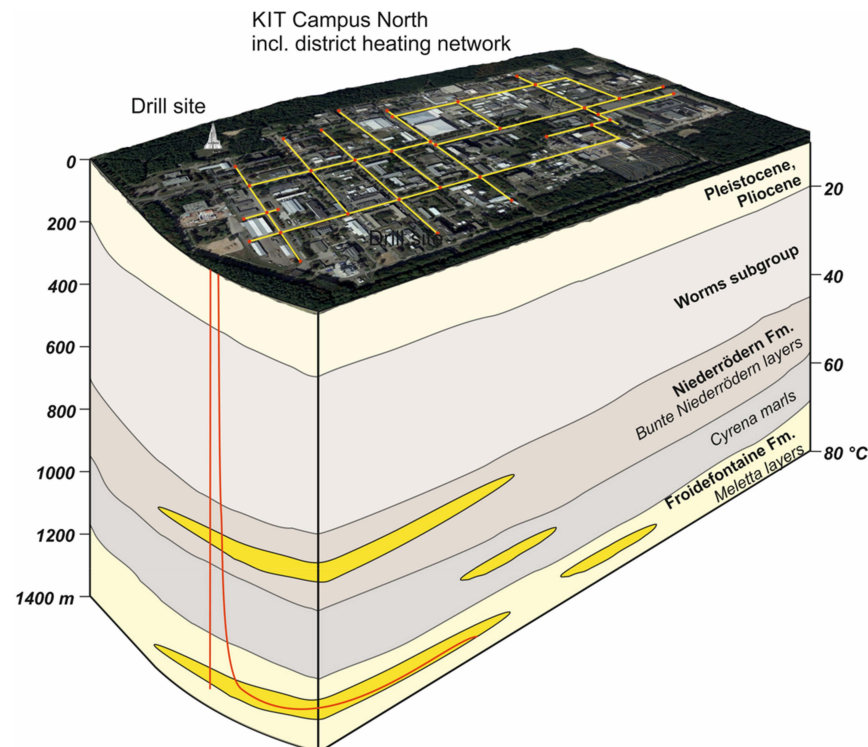 KIT Campus North
incl. district heating network
Drill site
Drill site
0
200
400
600
800
1000
1200
1400 m
20
40
60
80 °C
Pleistocene,
Pliocene
Worms subgroup
Niederrödern Fm.
Bunte Niederrödern layers
Cyrena marls
Froidefontaine Fm.
Meletta layers